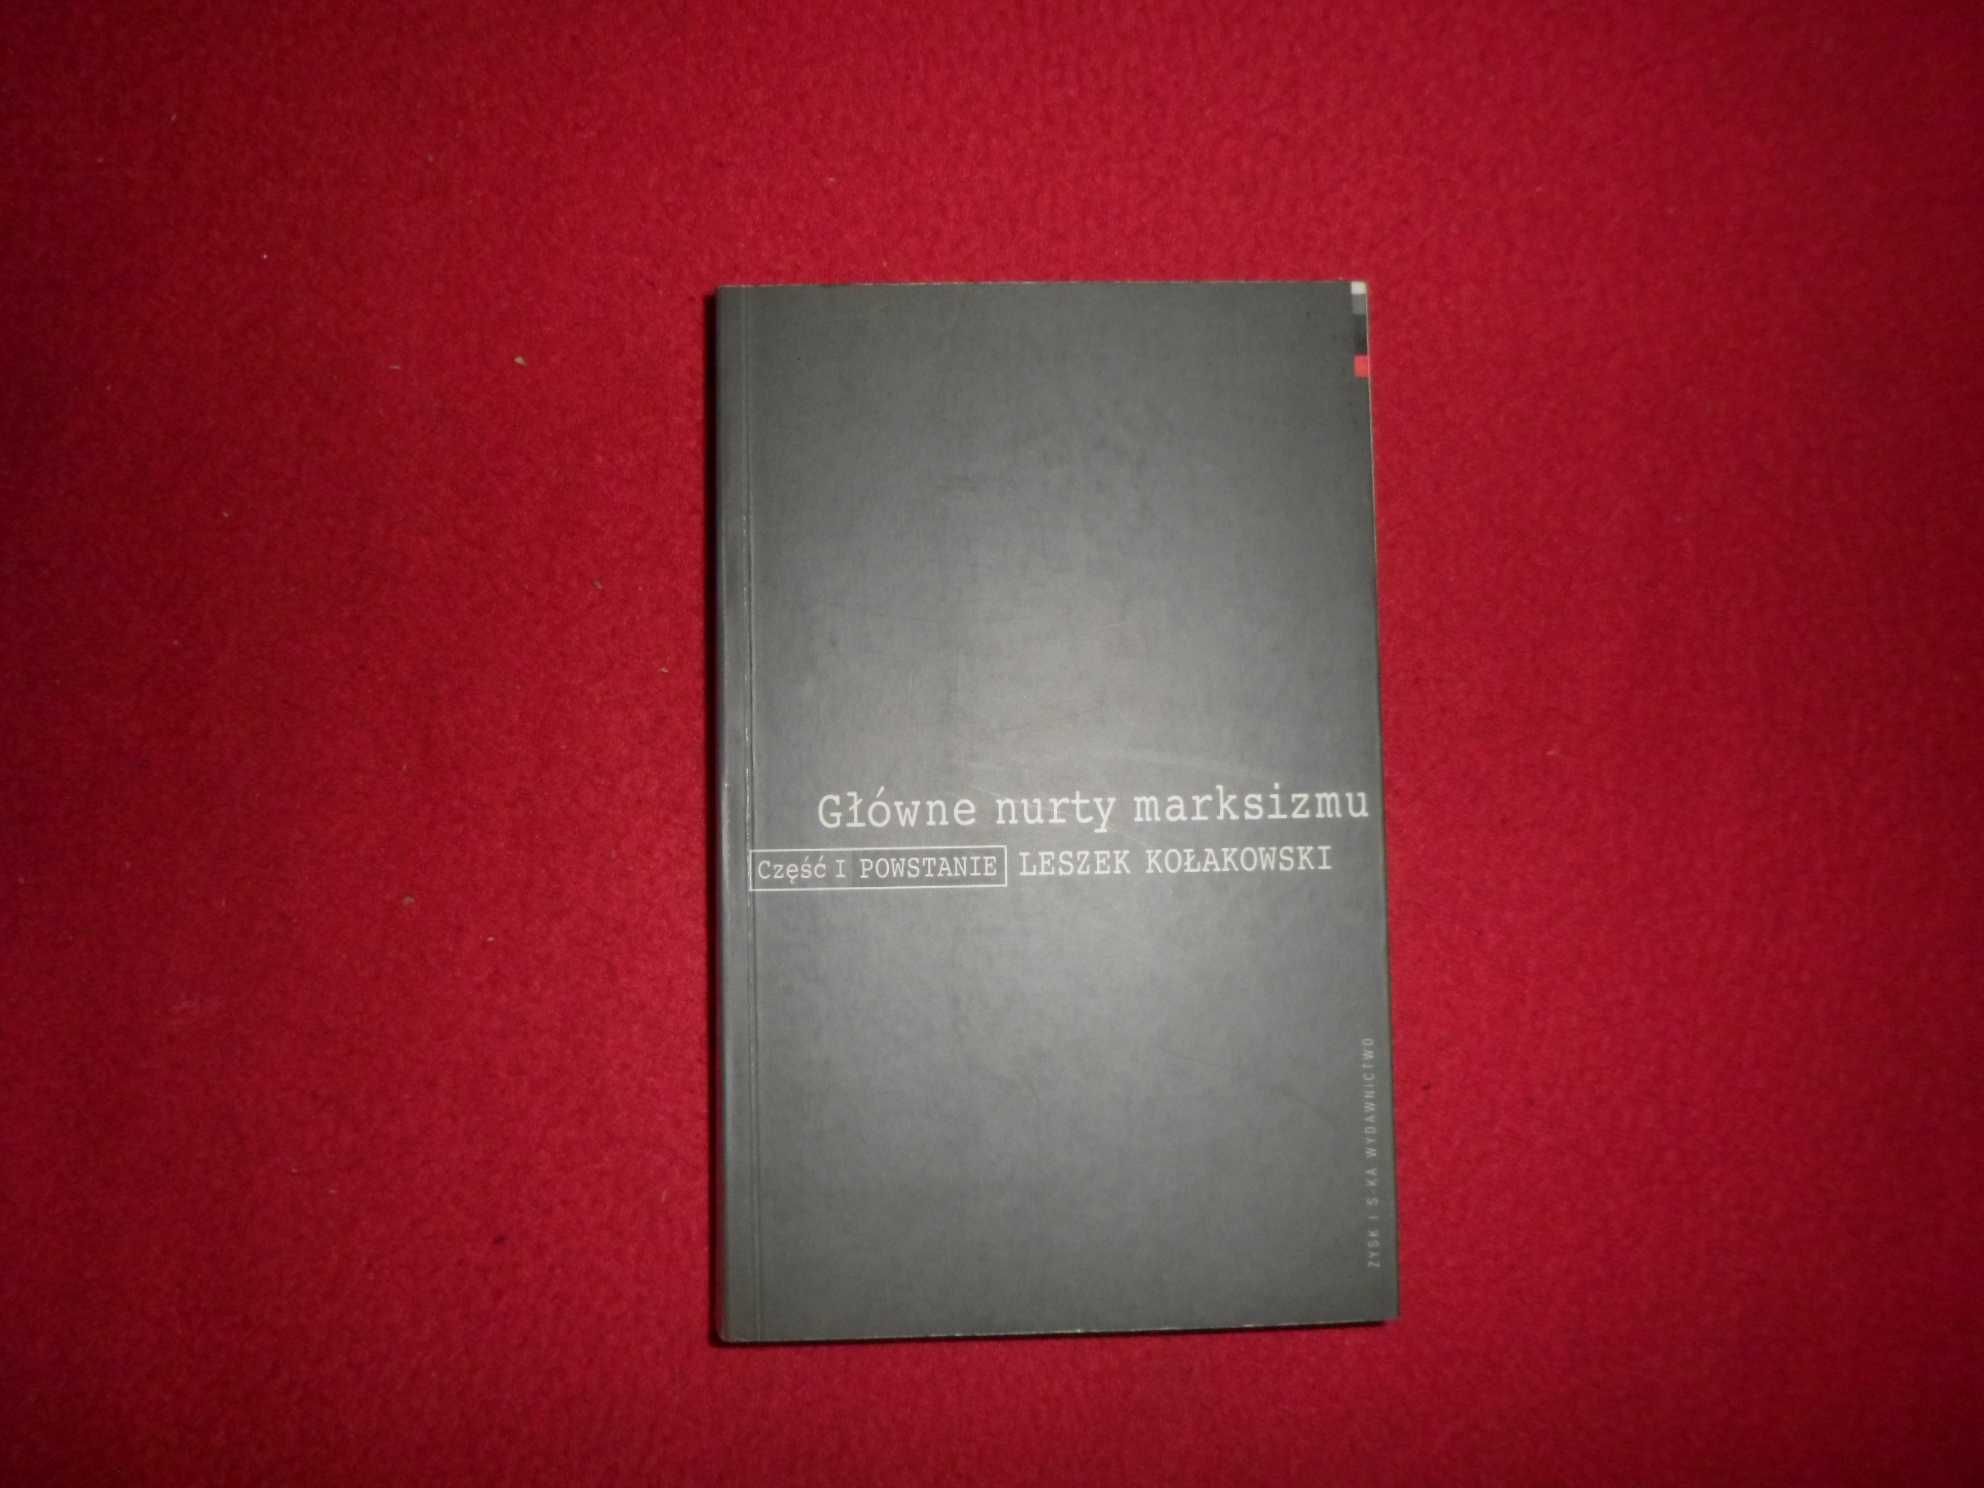 Główne nurty marksizmu
Część I POWSTANIE LESZEK KOŁAKOWSKI
ZYSK I S-KA WYDAWNICTWO